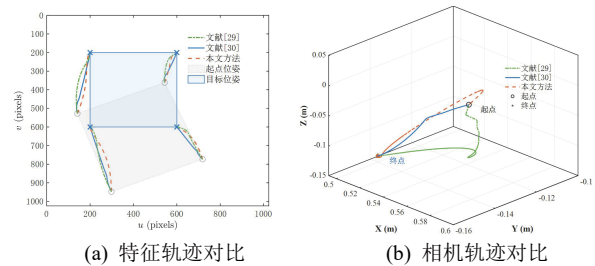 0
100
200
300
400
500
600
700
800
900
1000
v (pixels)
0
200
400
600
800
1000
u (pixels)
文献[29]
文献[30]
本文方法
起点位姿
目标位姿
(a) 特征轨迹对比
0.05
0
-0.05
-0.1
-0.15
Z (m)
0.5
0.52
0.54
0.56
0.58
0.6
X (m)
-0.16
-0.14
-0.12
-0.1
Y (m)
文献[29]
文献[30]
本文方法
起点
终点
起点
终点
(b) 相机轨迹对比